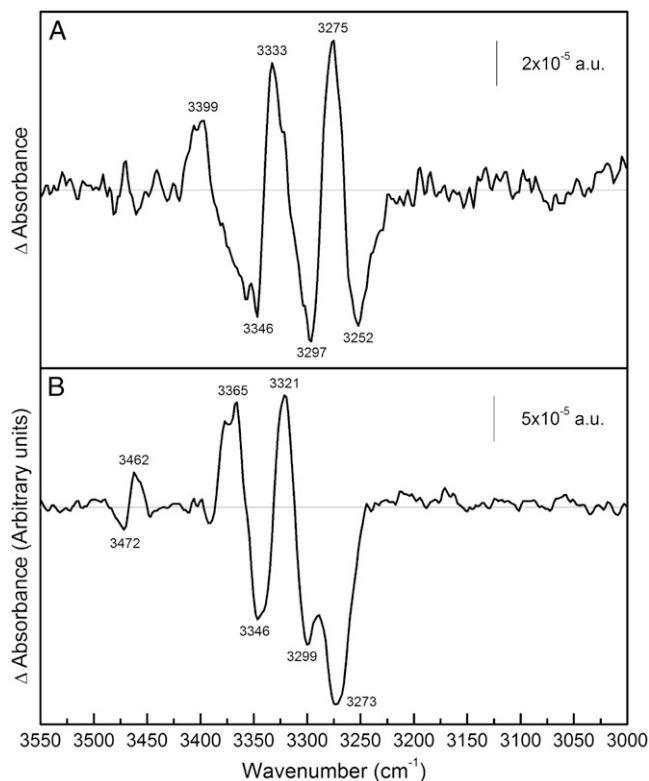 A
3399
3333
3275
2x10-5 a.u.
3346
3297
3252
Δ Absorbance
B
3462
3365
3321
5x10-5 a.u.
3472
3346
3299
3273
Δ Absorbance (Arbitrary units)
3550 3500 3450 3400 3350 3300 3250 3200 3150 3100 3050 3000
Wavenumber (cm-1)